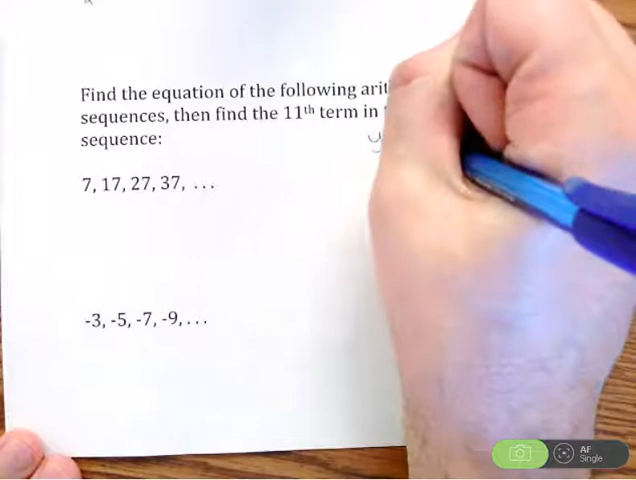 Find the equation of the following arit
sequences, then find the 11th term in
sequence:
7, 17, 27, 37, ...
-3, -5, -7, -9, ...
AF
Single